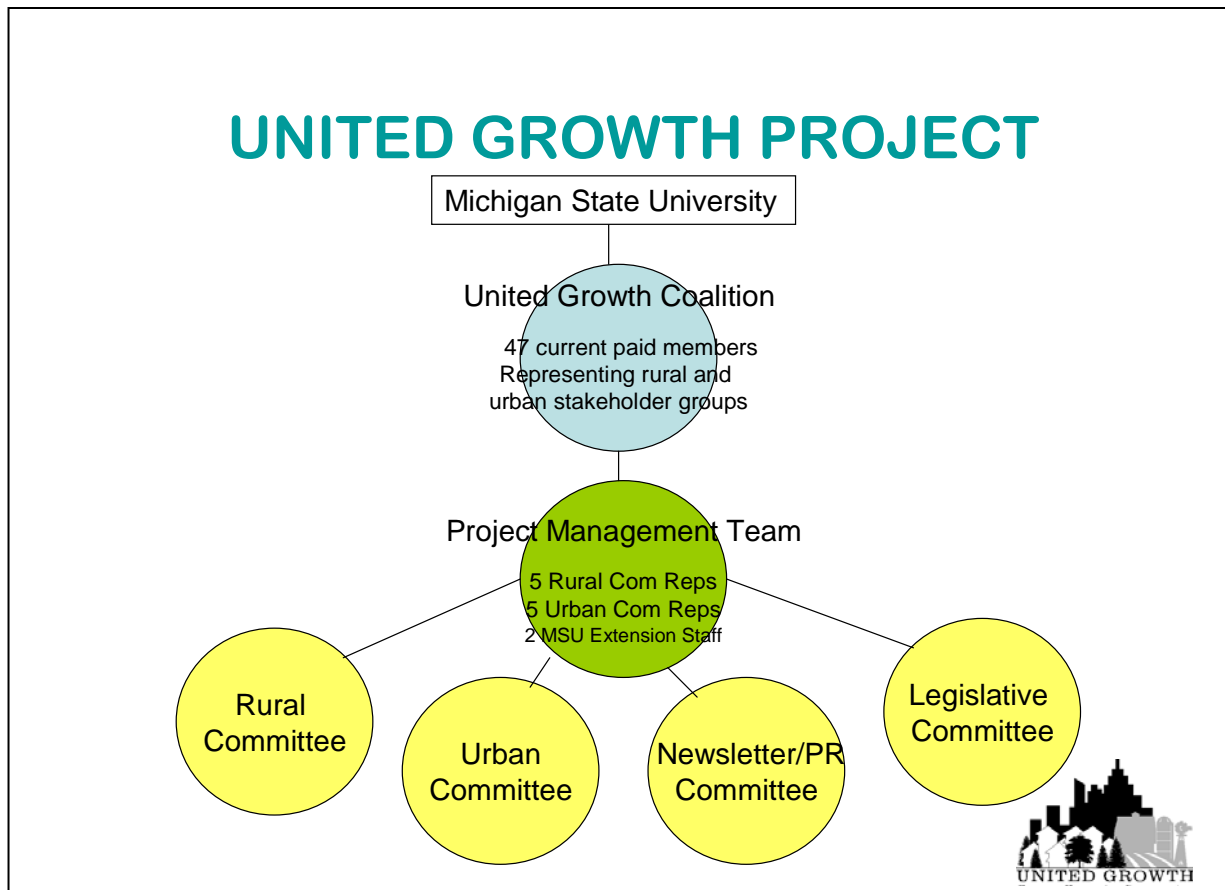 UNITED GROWTH PROJECT
Michigan State University
United Growth Coalition
47 current paid members
Representing rural and
urban stakeholder groups
Project Management Team
5 Rural Com Reps
5 Urban Com Reps
2 MSU Extension Staff
Rural
Committee
Urban
Committee
Newsletter/PR
Committee
Legislative
Committee
UNITED GROWTH